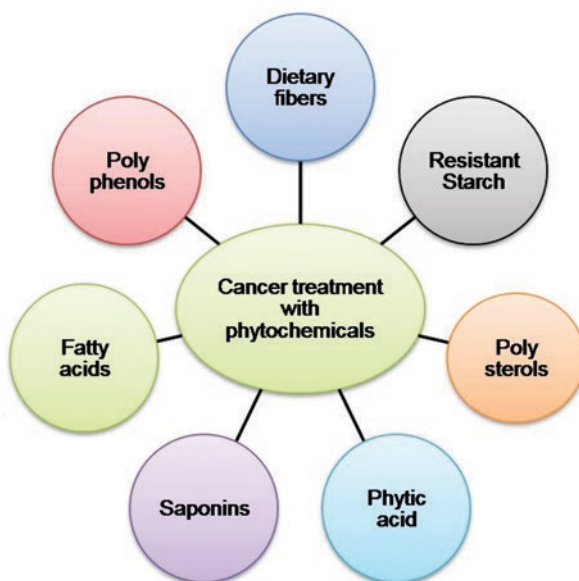 Dietary
fibers
Poly
phenols
Resistant
Starch
Cancer treatment
with
phytochemicals
Fatty
acids
Poly
sterols
Saponins
Phytic
acid